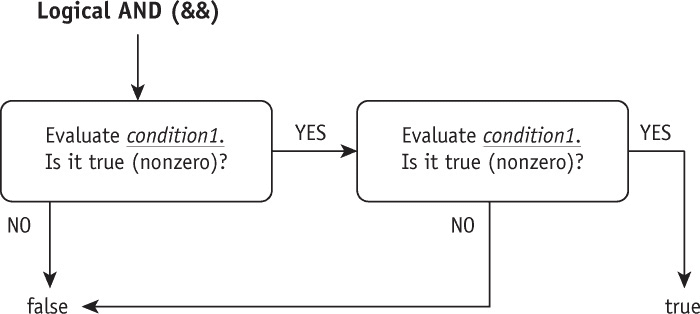 Logical AND (&&)
Evaluate condition1.
Is it true (nonzero)?
YES
Evaluate condition1.
Is it true (nonzero)?
YES
NO
NO
false
true